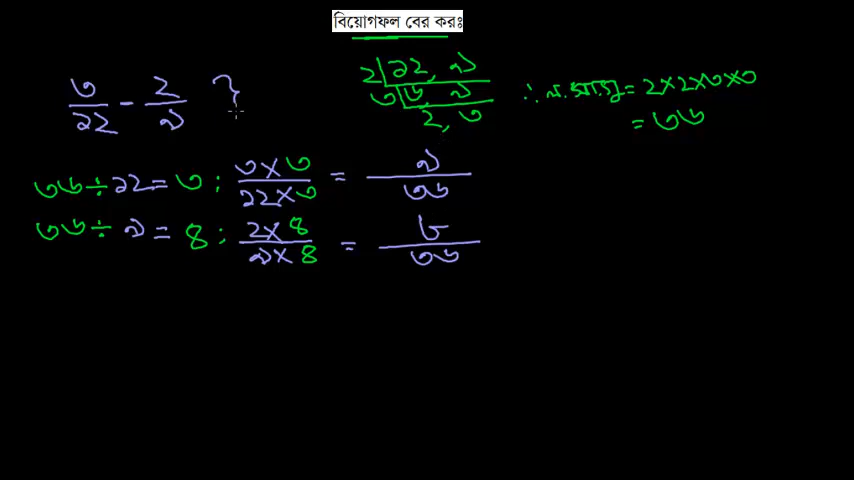 বিয়োগফল বের করঃ
৩/১২ - ২/৯ ?
২ | ১২, ৯
৩ | ৬, ৯
২, ৩
∴ ল.সা.গু = ২×২×৩×৩
= ৩৬
৩৬ ÷ ১২ = ৩ ; ৩×৩/১২×৩ = ৯/৩৬
৩৬ ÷ ৯ = ৪ ; ২×৪/৯×৪ = ৮/৩৬